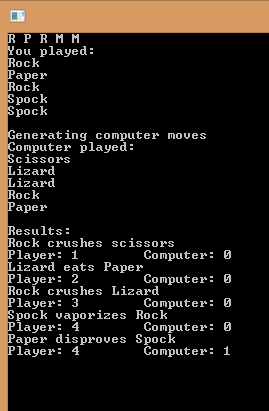 R P R M M
You played:
Rock
Paper
Rock
Spock
Spock
Generating computer moves
Computer played:
Scissors
Lizard
Lizard
Rock
Paper
Results:
Rock crushes scissors
Player: 1 Computer: 0
Lizard eats Paper
Player: 2 Computer: 0
Rock crushes Lizard
Player: 3 Computer: 0
Spock vaporizes Rock
Player: 4 Computer: 0
Paper disproves Spock
Player: 4 Computer: 1